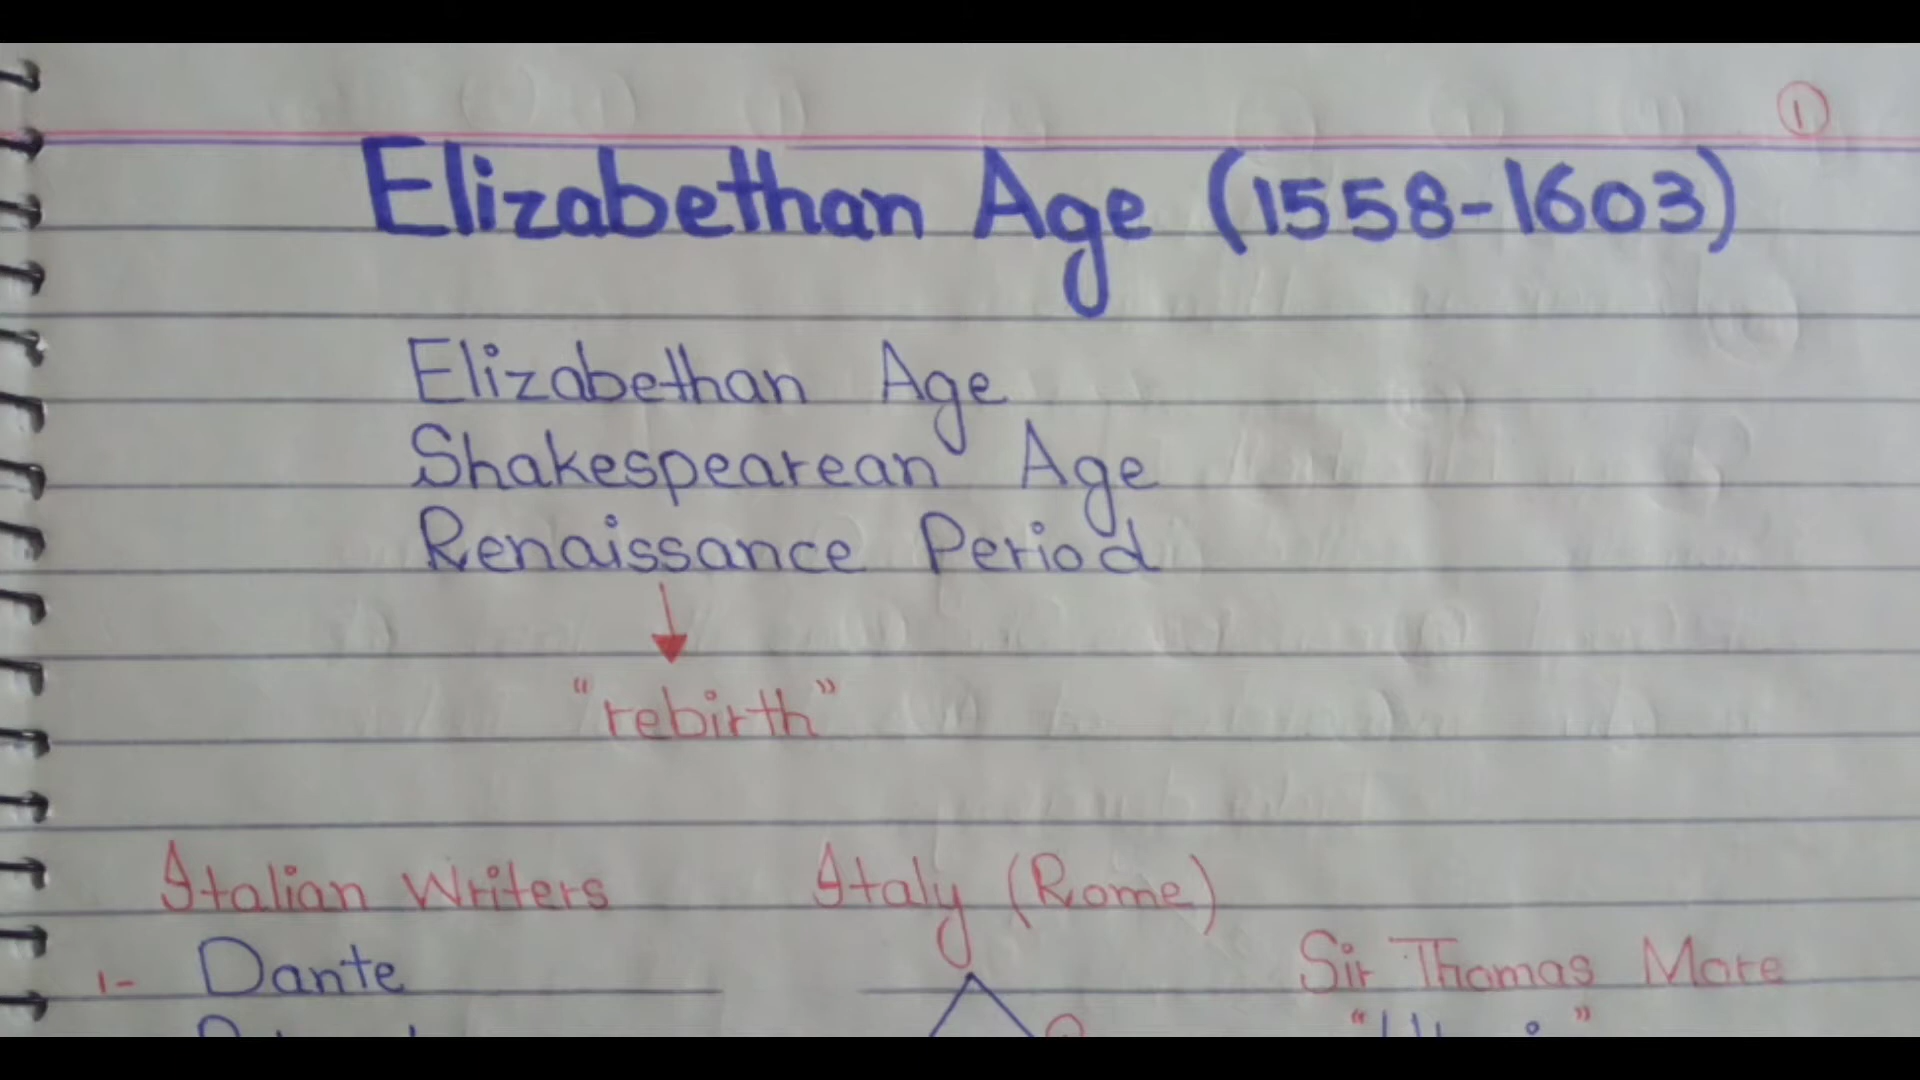 1
Elizabethan Age (1558-1603)
Elizabethan Age
Shakespearean Age
Renaissance Period
"rebirth"
Italian Writers
Italy (Rome)
1- Dante
Sir Thomas More